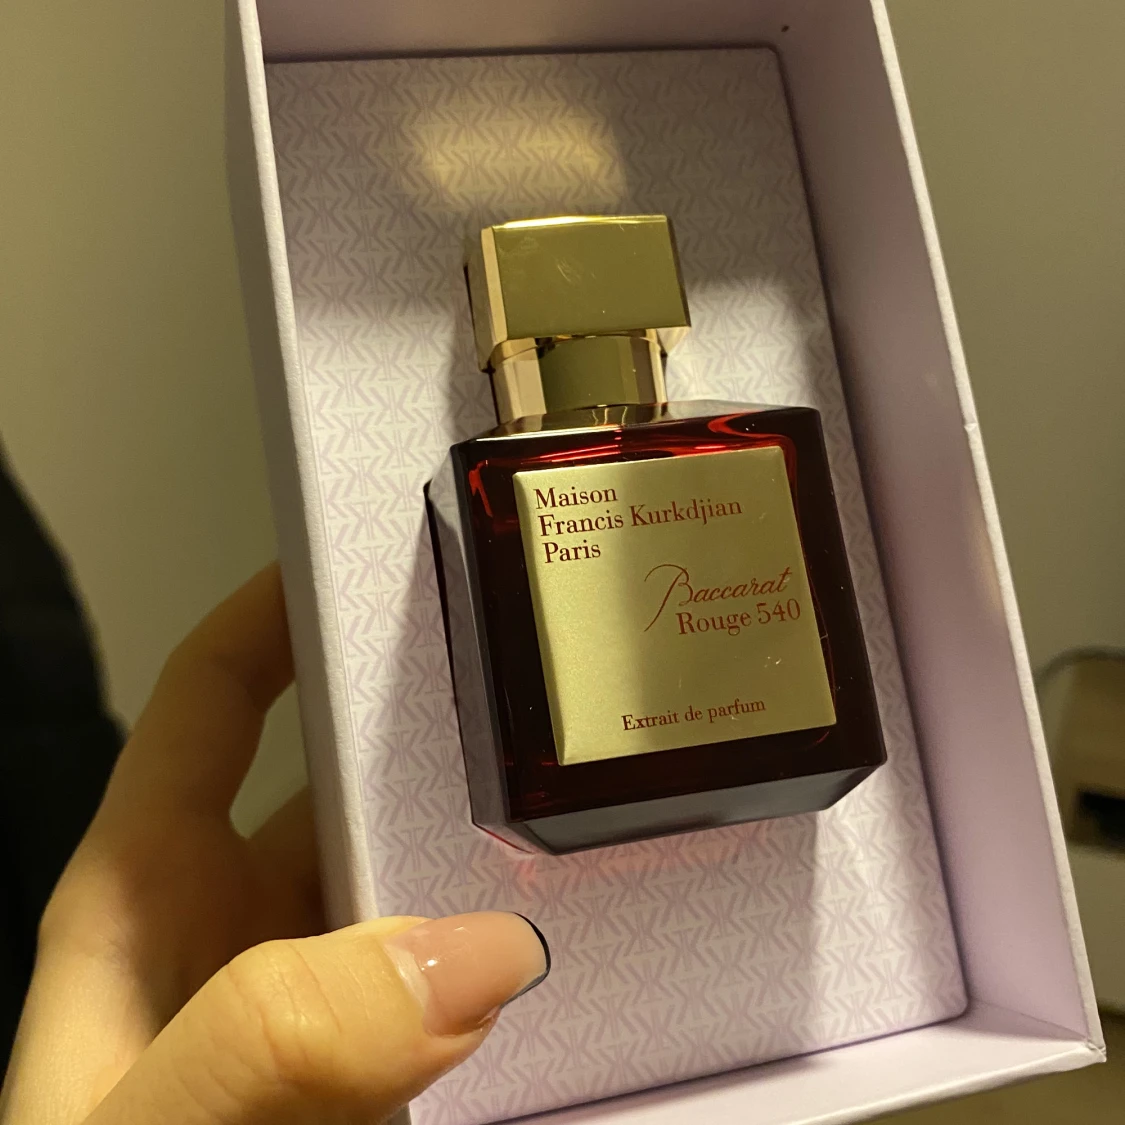 Maison
Francis Kurkdjian
Paris
Baccarat
Rouge 540
Extrait de parfum